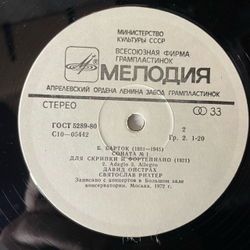 МИНИСТЕРСТВО
КУЛЬТУРЫ СССР
ВСЕСОЮЗНАЯ ФИРМА
ГРАМПЛАСТИНОК
МЕЛОДИЯ
АПРЕЛЕВСКИЙ ОРДЕНА ЛЕНИНА ЗАВОД ГРАМПЛАСТИНОК
СТЕРЕО 33
ГОСТ 5289-80 2
С10-05442 Гр. 2. 1-20
Б. БАРТОК (1881-1945)
СОНАТА № 1
ДЛЯ СКРИПКИ И ФОРТЕПИАНО (1921)
2. Adagio 3. Allegro
ДАВИД ОЙСТРАХ
СВЯТОСЛАВ РИХТЕР
Записано с концертов в Большом зале
консерватории, Москва, 1972 г.